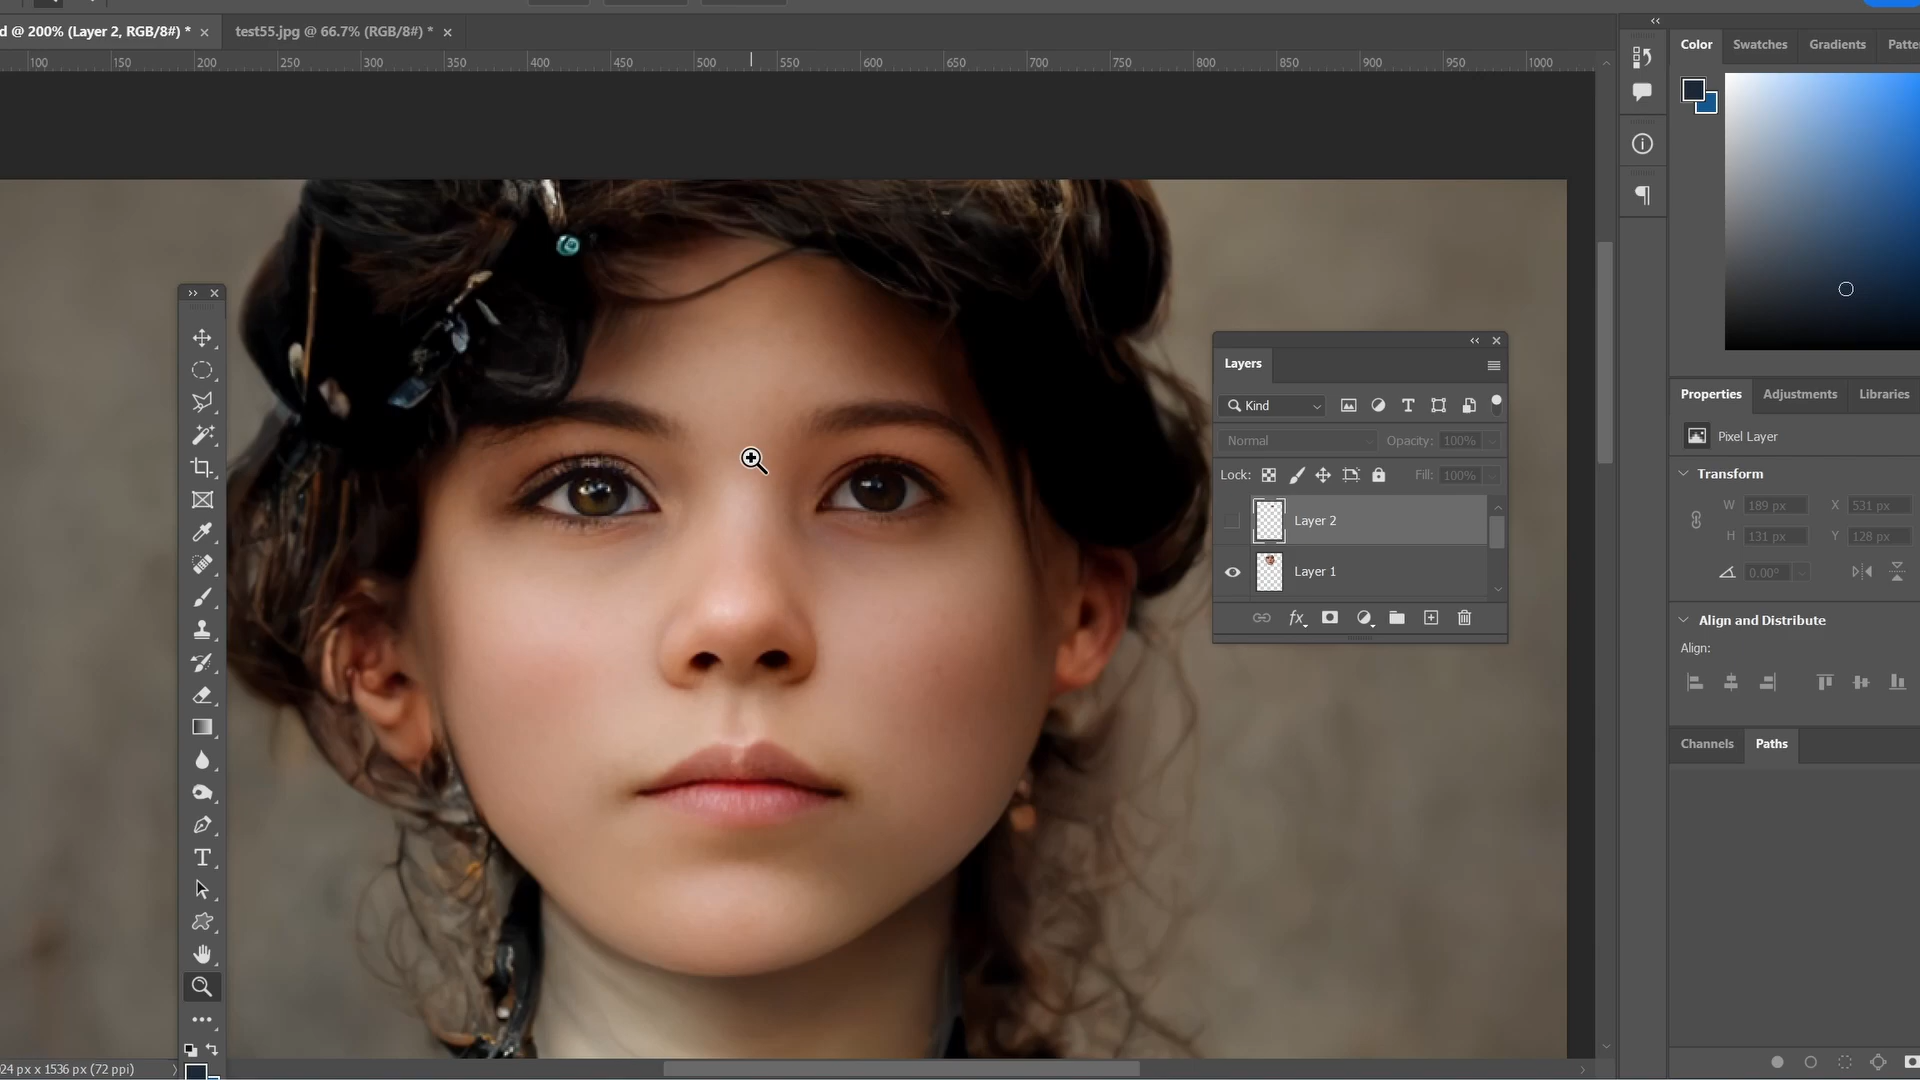 d @ 200% (Layer 2, RGB/8#) *
test55.jpg @ 66.7% (RGB/8#) *
100 150 200 250 300 350 400 450 500 550 600 650 700 750 800 850 900 950 1000
Color Swatches Gradients Patte
Layers
Kind
Normal Opacity: 100%
Lock: Fill: 100%
Layer 2
Layer 1
Properties Adjustments Libraries
Pixel Layer
Transform
W 189 px X 531 px
H 131 px Y 128 px
0.00°
Align and Distribute
Align:
Channels Paths
24 px x 1536 px (72 ppi)